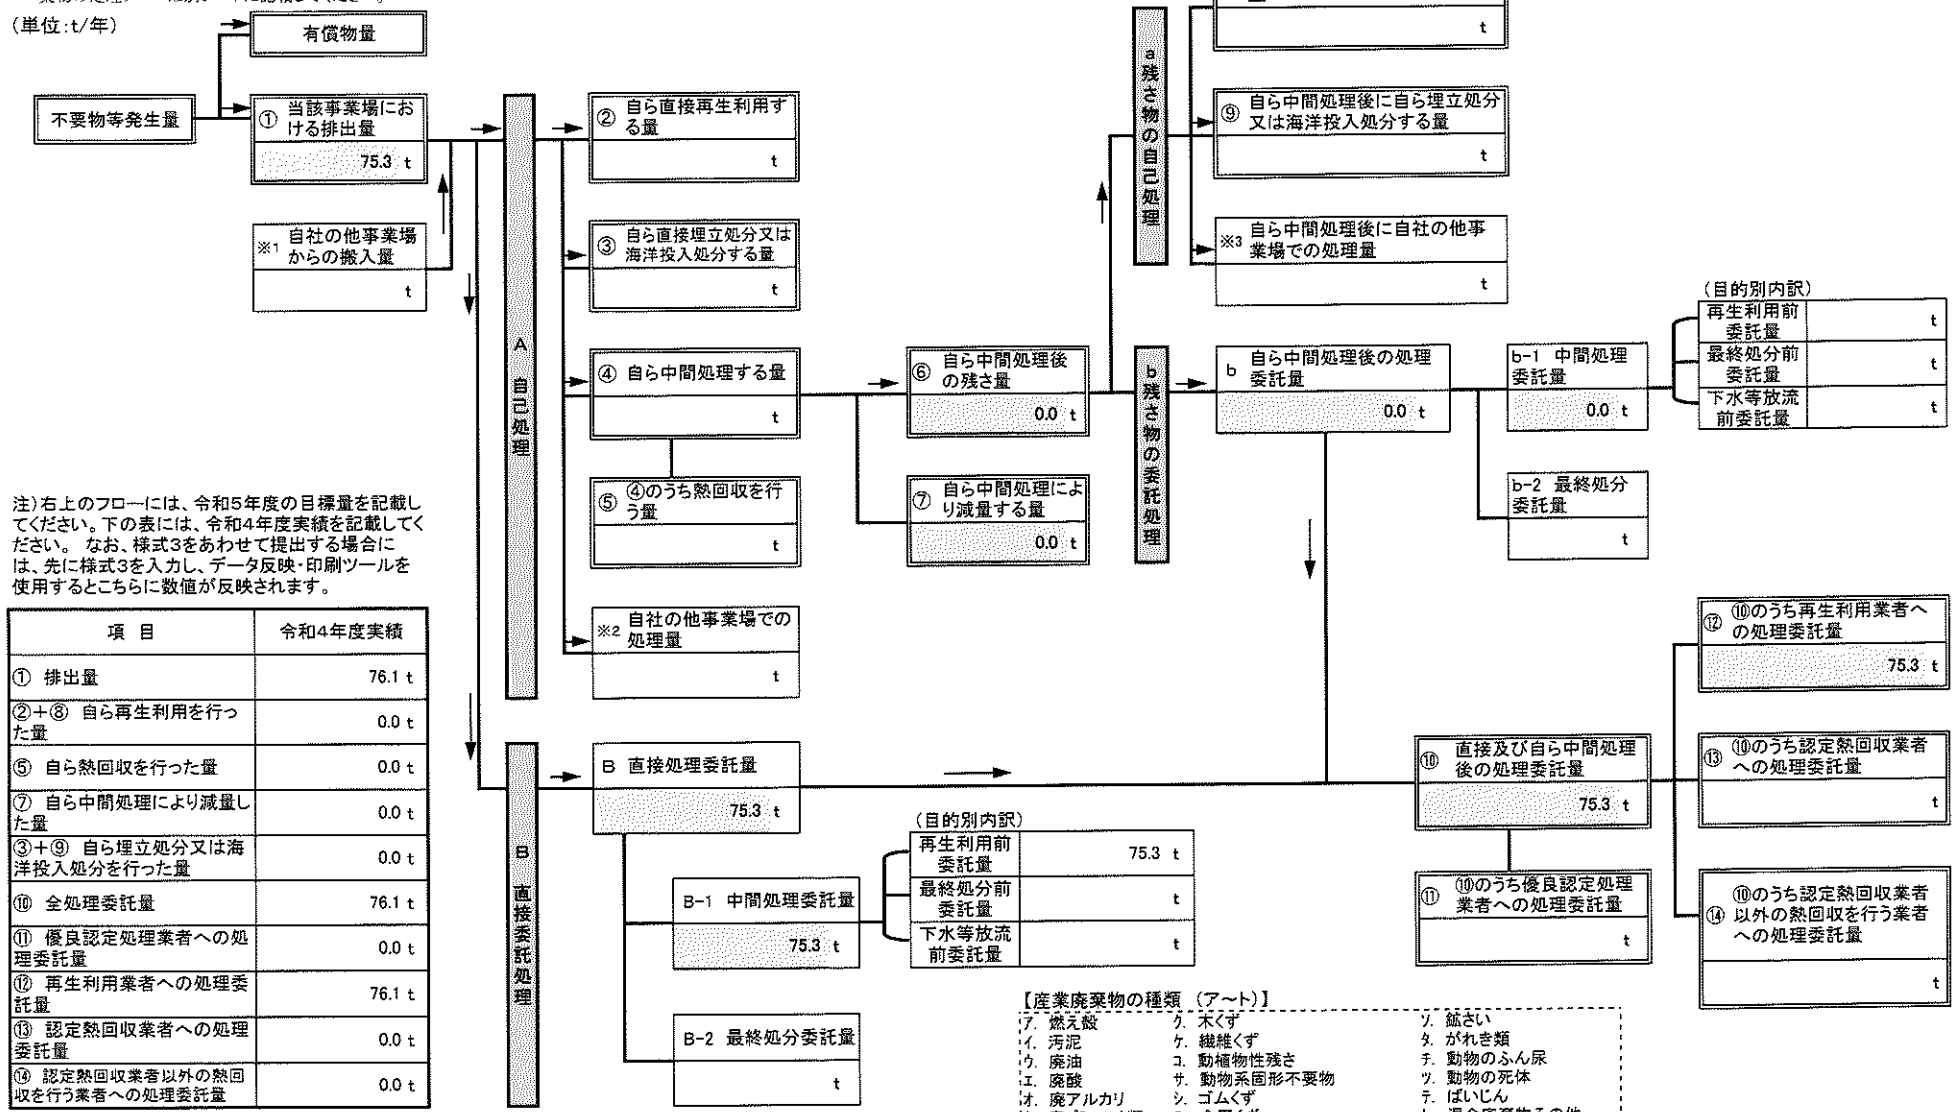 (単位:t/年)
有償物量
不要物等発生量
① 当該事業場にお
ける排出量
75.3 t
※1 自社の他事業場
からの搬入量
t
A 自己処理
② 自ら直接再生利用す
る量
t
③ 自ら直接埋立処分又は
海洋投入処分する量
t
④ 自ら中間処理する量
t
⑤ ④のうち熱回収を行
う量
t
※2 自社の他事業場での
処理量
t
⑥ 自ら中間処理後
の残さ量
0.0 t
⑦ 自ら中間処理によ
り減量する量
0.0 t
a 残さ物の自己処理
t
⑨ 自ら中間処理後に自ら埋立処分
又は海洋投入処分する量
t
※3 自ら中間処理後に自社の他事
業場での処理量
t
b 残さ物の委託処理
b 自ら中間処理後の処理
委託量
0.0 t
b-1 中間処理
委託量
0.0 t
(目的別内訳)
再生利用前
委託量 t
最終処分前
委託量 t
下水等放流
前委託量 t
b-2 最終処分
委託量
t
注)右上のフローには、令和5年度の目標量を記載し
てください。下の表には、令和4年度実績を記載してく
ださい。 なお、様式3をあわせて提出する場合に
は、先に様式3を入力し、データ反映・印刷ツールを
使用するとこちらに数値が反映されます。
項 目 令和4年度実績
① 排出量 76.1 t
②+⑧ 自ら再生利用を行っ
た量 0.0 t
⑤ 自ら熱回収を行った量 0.0 t
⑦ 自ら中間処理により減量し
た量 0.0 t
③+⑨ 自ら埋立処分又は海
洋投入処分を行った量 0.0 t
⑩ 全処理委託量 76.1 t
⑪ 優良認定処理業者への処
理委託量 0.0 t
⑫ 再生利用業者への処理委
託量 76.1 t
⑬ 認定熱回収業者への処理
委託量 0.0 t
⑭ 認定熱回収業者以外の熱回
収を行う業者への処理委託量 0.0 t
B 直接委託処理
B 直接処理委託量
75.3 t
B-1 中間処理委託量
75.3 t
(目的別内訳)
再生利用前
委託量 75.3 t
最終処分前
委託量 t
下水等放流
前委託量 t
B-2 最終処分委託量
t
⑩ 直接及び自ら中間処理
後の処理委託量
75.3 t
⑪ ⑩のうち優良認定処理
業者への処理委託量
t
⑫ ⑩のうち再生利用業者へ
の処理委託量
75.3 t
⑬ ⑩のうち認定熱回収業者
への処理委託量
t
⑭ ⑩のうち認定熱回収業者
以外の熱回収を行う業者
への処理委託量
t
【産業廃棄物の種類 (ア~ト)】
ア. 燃え殻 ク. 木くず ソ. 鉱さい
イ. 汚泥 ケ. 繊維くず タ. がれき類
ウ. 廃油 コ. 動植物性残さ チ. 動物のふん尿
エ. 廃酸 サ. 動物系固形不要物 ツ. 動物の死体
オ. 廃アルカリ シ. ゴムくず テ. ばいじん